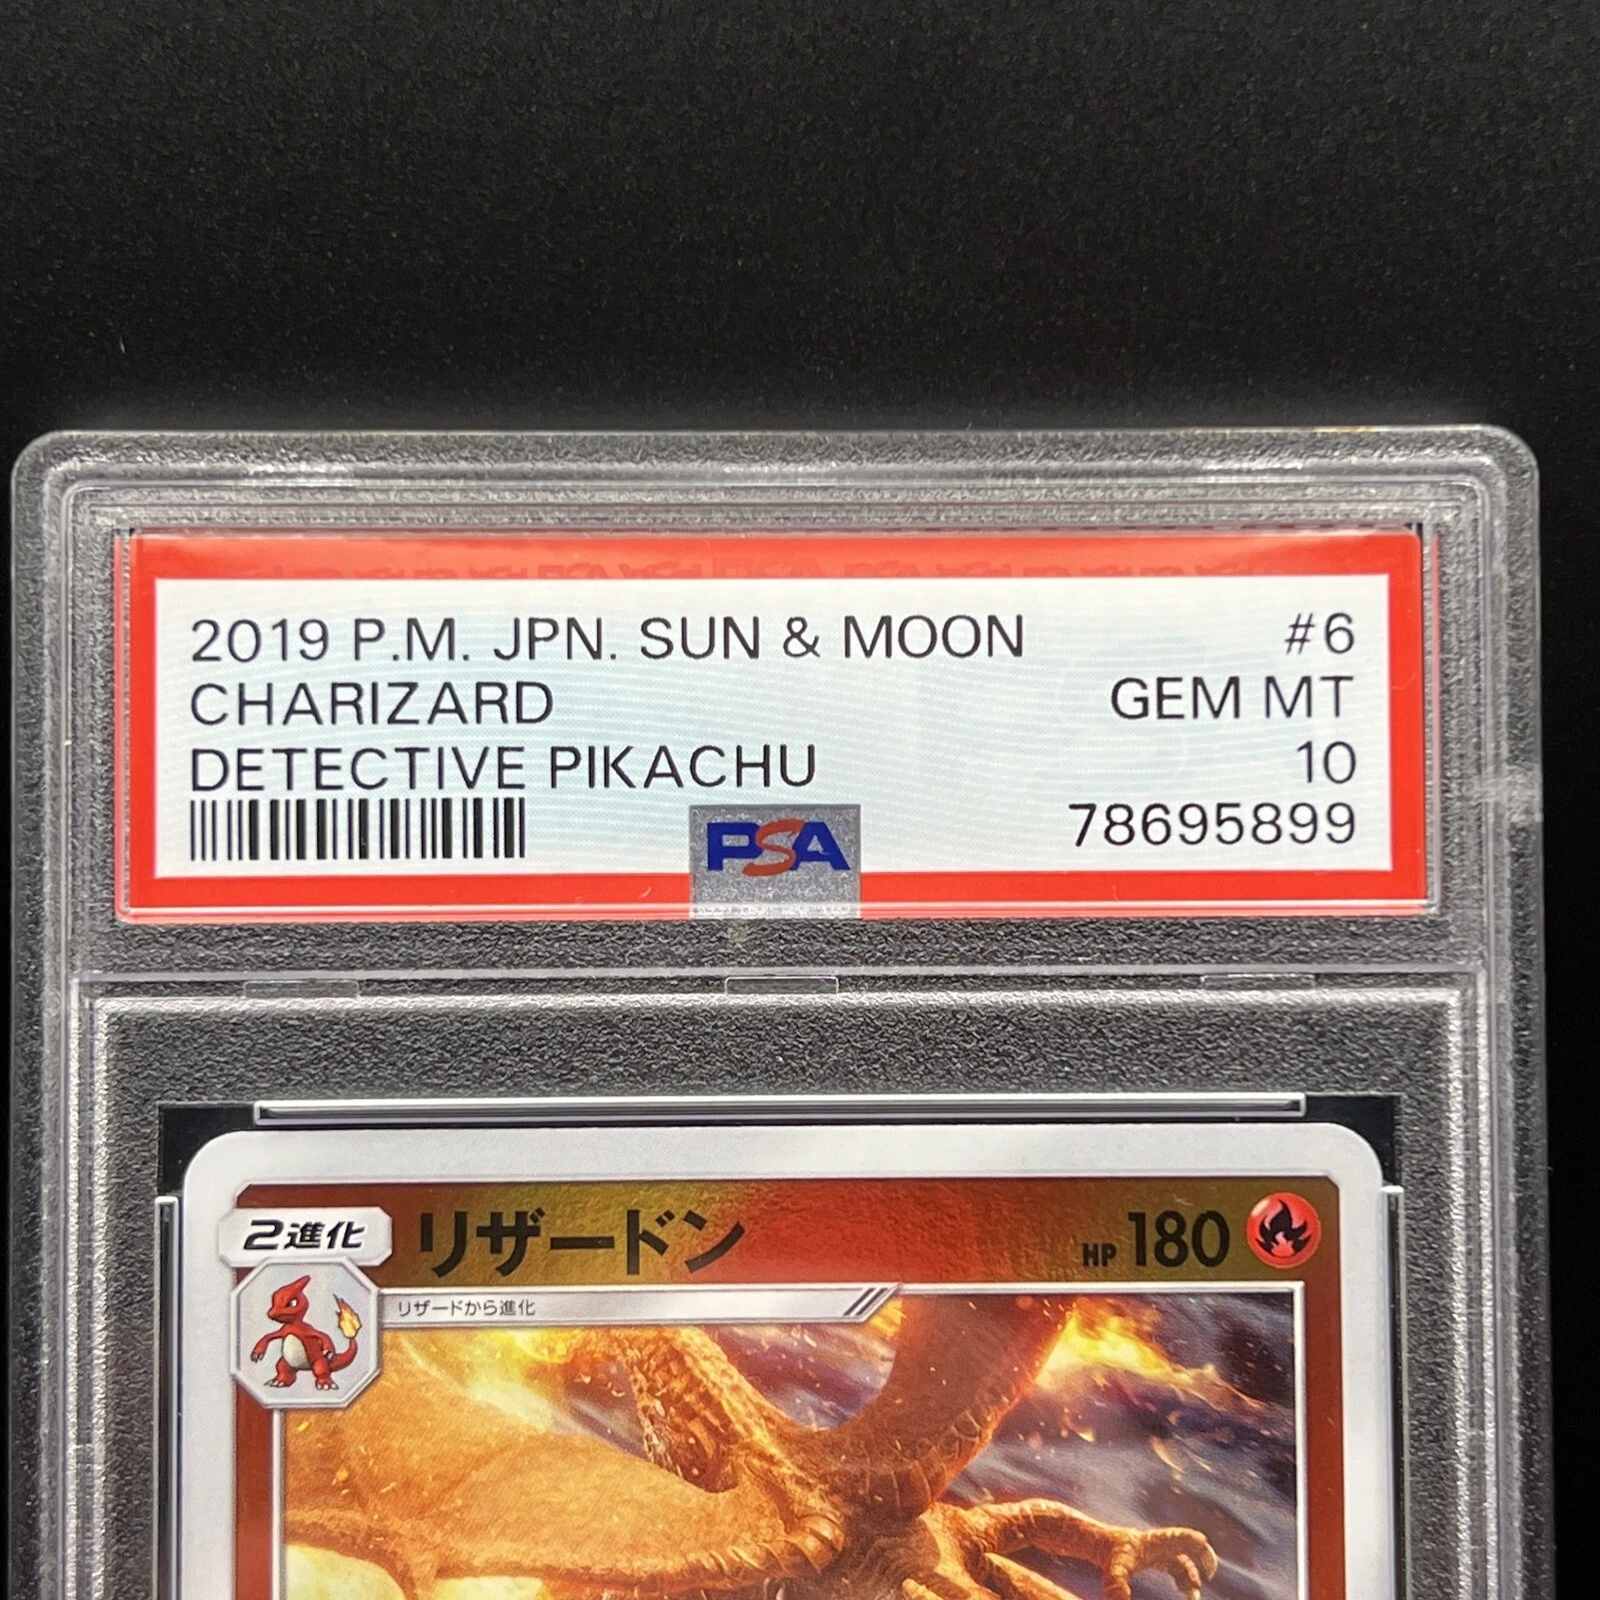 2019 P.M. JPN. SUN & MOON #6
CHARIZARD GEM MT
DETECTIVE PIKACHU 10
PSA 78695899
2進化 リザードン HP 180
リザードから進化